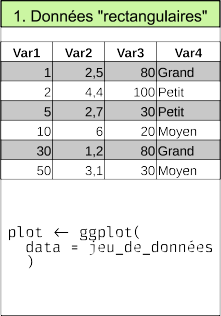 1. Données "rectangulaires"
Var1 Var2 Var3 Var4
1 2,5 80 Grand
2 4,4 100 Petit
5 2,7 30 Petit
10 6 20 Moyen
30 1,2 80 Grand
50 3,1 30 Moyen
plot ← ggplot(
data = jeu_de_données
)